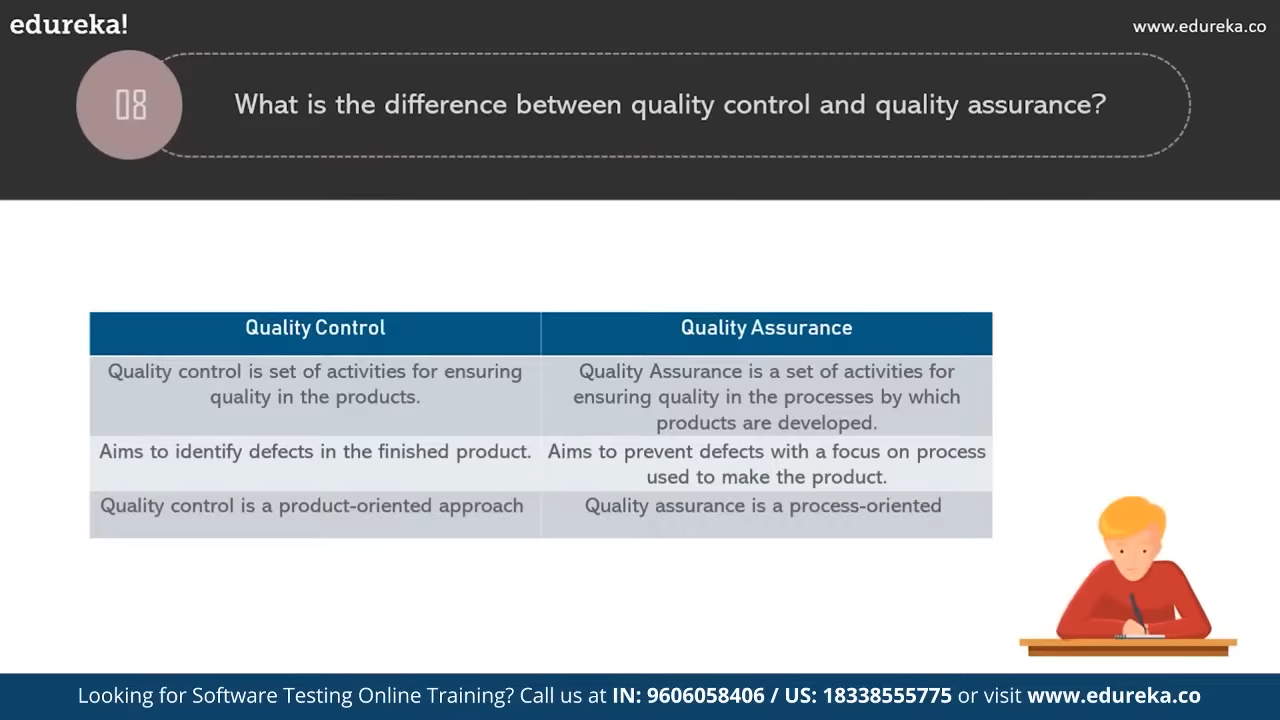 edureka!
www.edureka.co
08
What is the difference between quality control and quality assurance?
Quality Control
Quality Assurance
Quality control is set of activities for ensuring
quality in the products.
Quality Assurance is a set of activities for
ensuring quality in the processes by which
products are developed.
Aims to identify defects in the finished product.
Aims to prevent defects with a focus on process
used to make the product.
Quality control is a product-oriented approach
Quality assurance is a process-oriented
Looking for Software Testing Online Training? Call us at IN: 9606058406 / US: 18338555775 or visit www.edureka.co